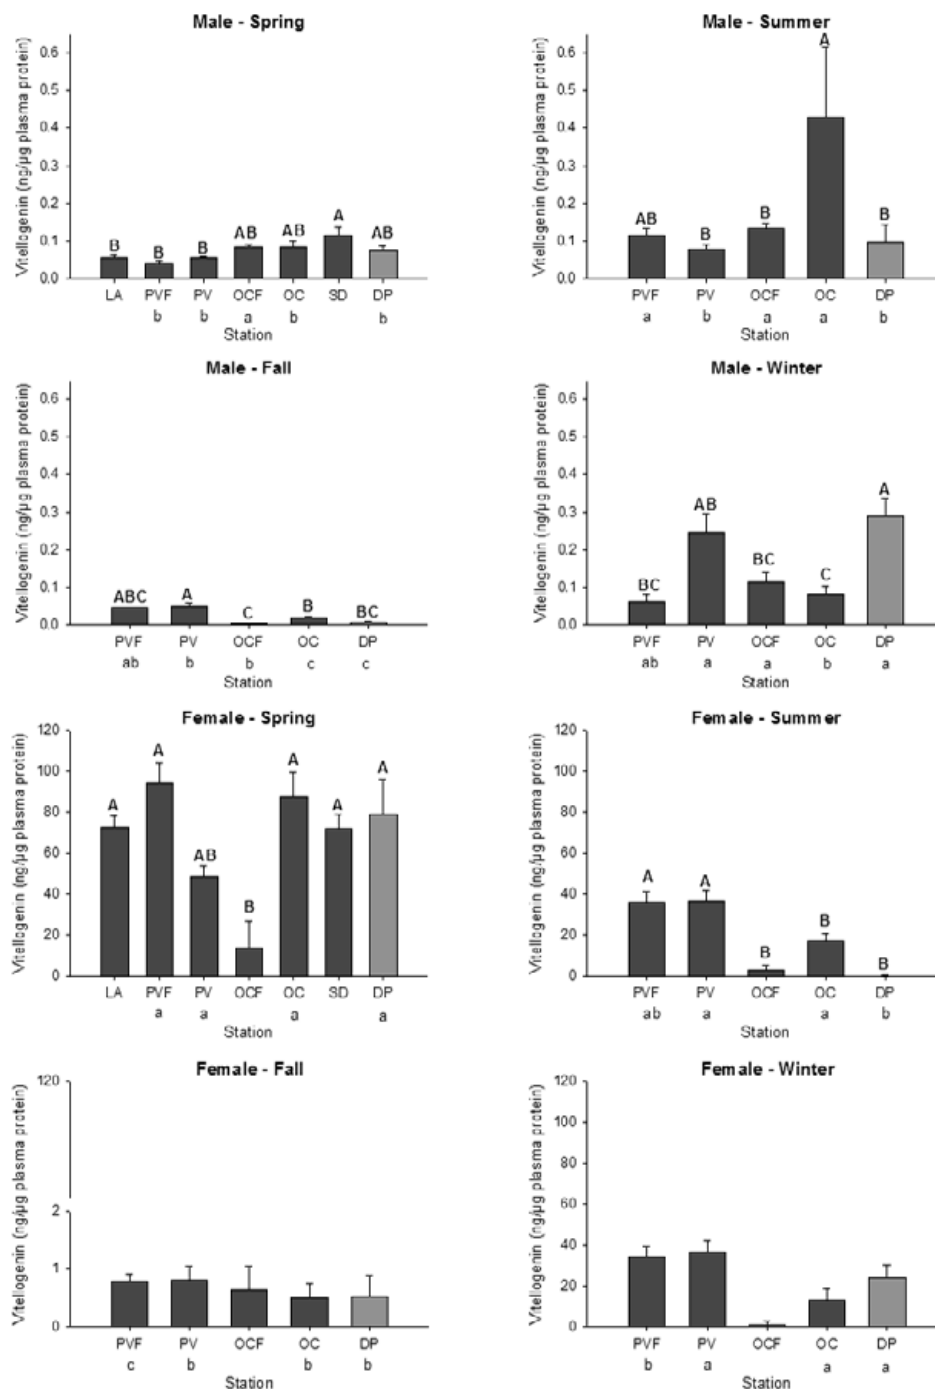 Male - Spring
Vitellogenin (ng/µg plasma protein)
0.6
0.5
0.4
0.3
0.2
0.1
0.0
B B B AB AB A AB
LA PVF PV OCF OC SD DP
b b a b b
Station
Male - Summer
Vitellogenin (ng/µg plasma protein)
0.6
0.5
0.4
0.3
0.2
0.1
0.0
AB B B A B
PVF PV OCF OC DP
a b a a b
Station
Male - Fall
Vitellogenin (ng/µg plasma protein)
0.6
0.5
0.4
0.3
0.2
0.1
0.0
ABC A C B BC
PVF PV OCF OC DP
ab b b c c
Station
Male - Winter
Vitellogenin (ng/µg plasma protein)
0.6
0.5
0.4
0.3
0.2
0.1
0.0
BC AB BC C A
PVF PV OCF OC DP
ab a a b a
Station
Female - Spring
Vitellogenin (ng/µg plasma protein)
120
100
80
60
40
20
0
A A AB B A A A
LA PVF PV OCF OC SD DP
a a a a
Station
Female - Summer
Vitellogenin (ng/µg plasma protein)
120
100
80
60
40
20
0
A A B B B
PVF PV OCF OC DP
ab a a b
Station
Female - Fall
Vitellogenin (ng/µg plasma protein)
120
2
1
0
PVF PV OCF OC DP
c b b b
Station
Female - Winter
Vitellogenin (ng/µg plasma protein)
120
100
80
60
40
20
0
PVF PV OCF OC DP
b a a a
Station